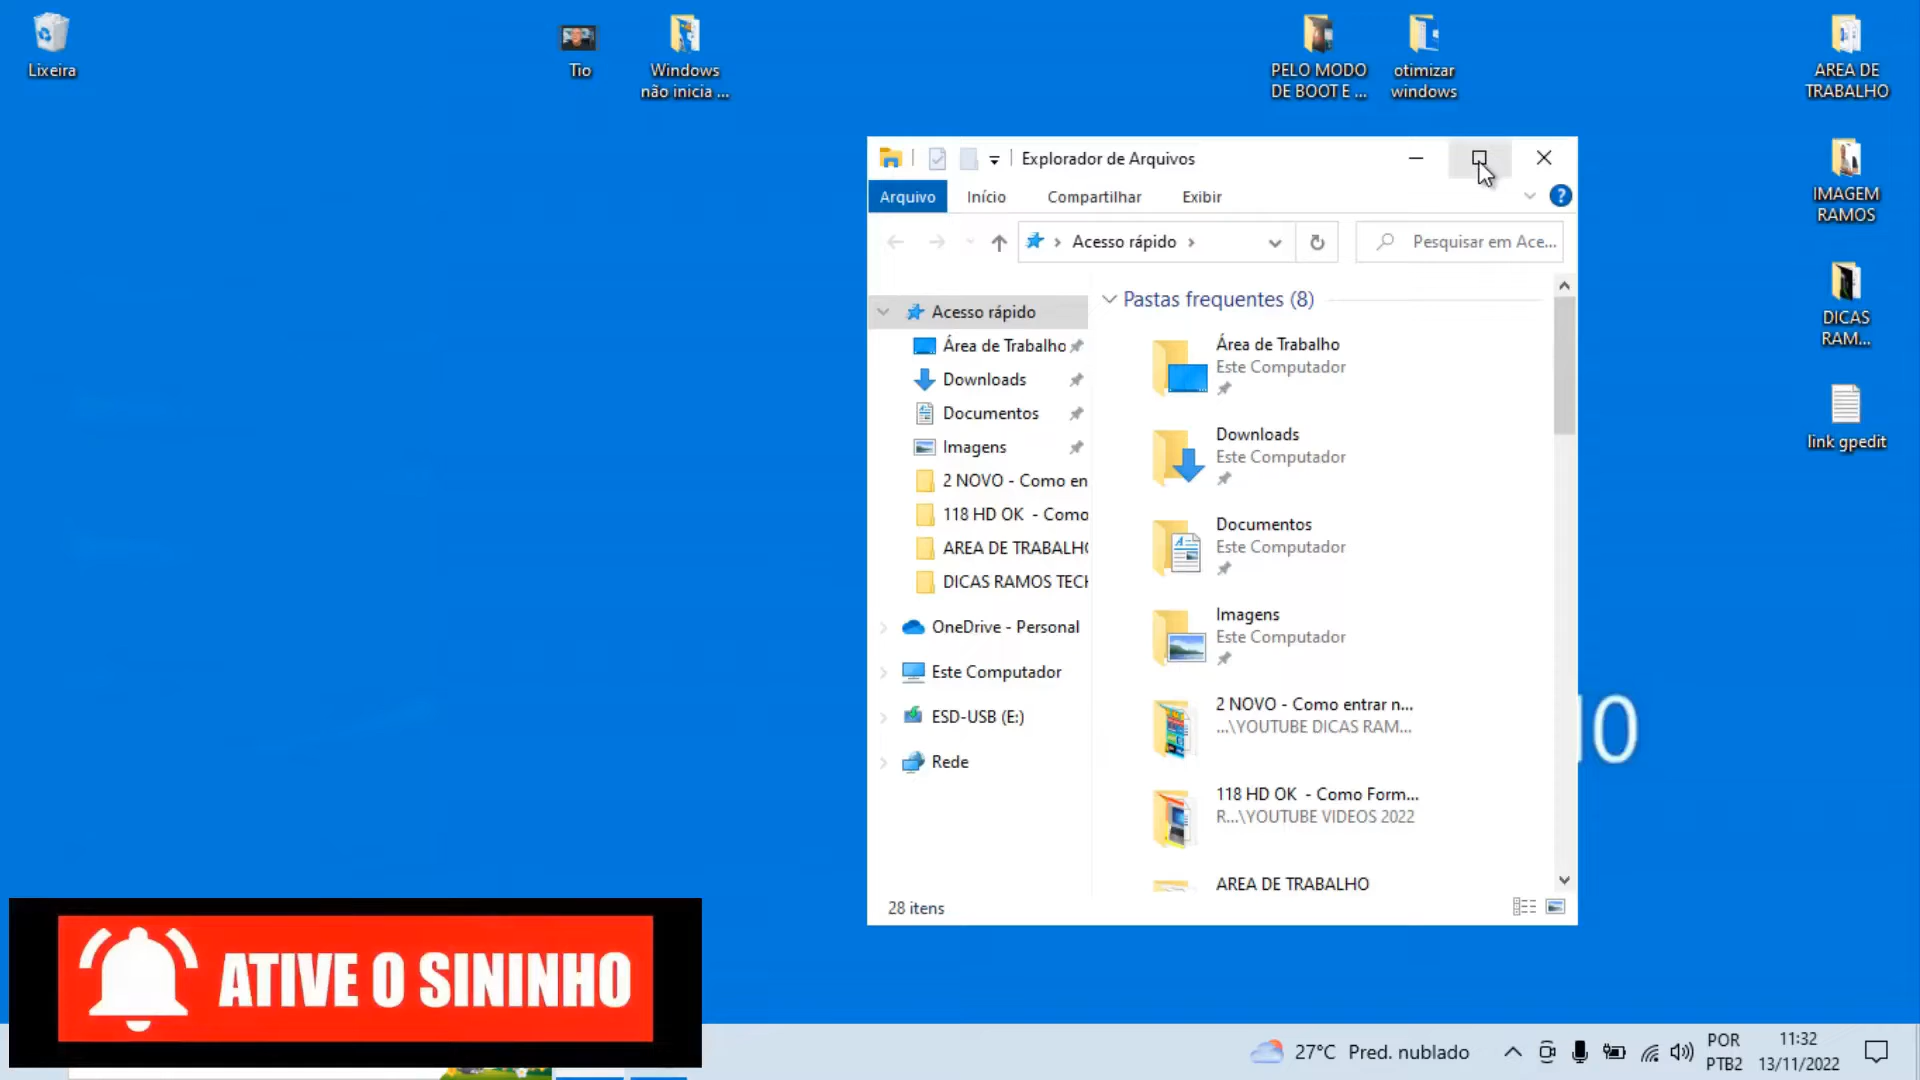 Lixeira
Tio
Windows
não inicia ...
PELO MODO
DE BOOT E ...
otimizar
windows
AREA DE
TRABALHO
IMAGEM
RAMOS
DICAS
RAM...
link gpedit
Explorador de Arquivos
Arquivo
Início
Compartilhar
Exibir
?
Acesso rápido
Pesquisar em Ace...
Acesso rápido
Área de Trabalho
Downloads
Documentos
Imagens
2 NOVO - Como en
118 HD OK - Como
AREA DE TRABALHO
DICAS RAMOS TECH
OneDrive - Personal
Este Computador
ESD-USB (E:)
Rede
Pastas frequentes (8)
Área de Trabalho
Este Computador
Downloads
Este Computador
Documentos
Este Computador
Imagens
Este Computador
2 NOVO - Como entrar n...
...\YOUTUBE DICAS RAM...
118 HD OK - Como Form...
R...\YOUTUBE VIDEOS 2022
AREA DE TRABALHO
28 itens
10
ATIVE O SININHO
27°C Pred. nublado
POR
PTB2
11:32
13/11/2022